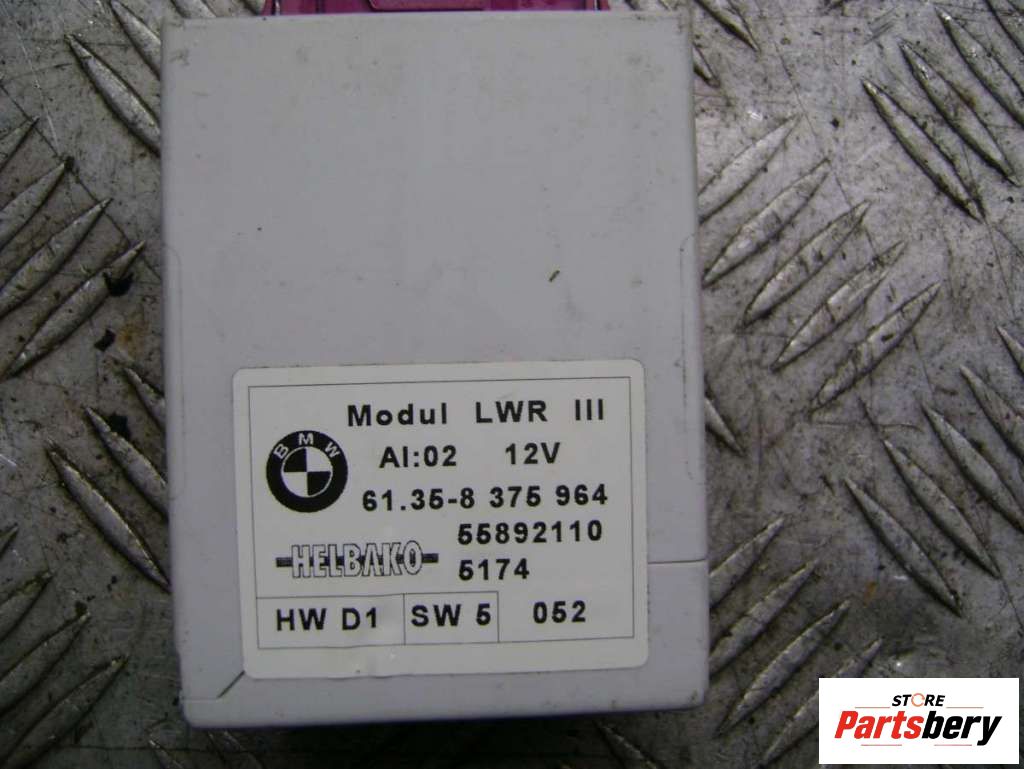 Modul LWR III
BMW
AI:02 12V
61.35-8 375 964
55892110
HELBAKO
5174
HW D1 SW 5 052
STORE
Partsbery